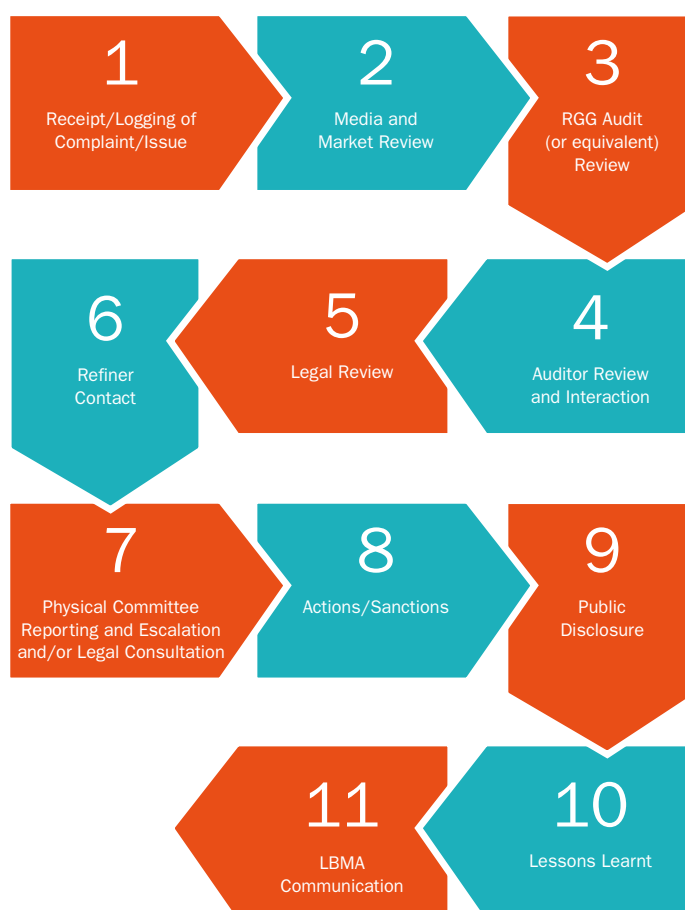 1
Receipt/Logging of
Complaint/Issue
2
Media and
Market Review
3
RGG Audit
(or equivalent)
Review
4
Auditor Review
and Interaction
5
Legal Review
6
Refiner
Contact
7
Physical Committee
Reporting and Escalation
and/or Legal Consultation
8
Actions/Sanctions
9
Public
Disclosure
10
Lessons Learnt
11
LBMA
Communication